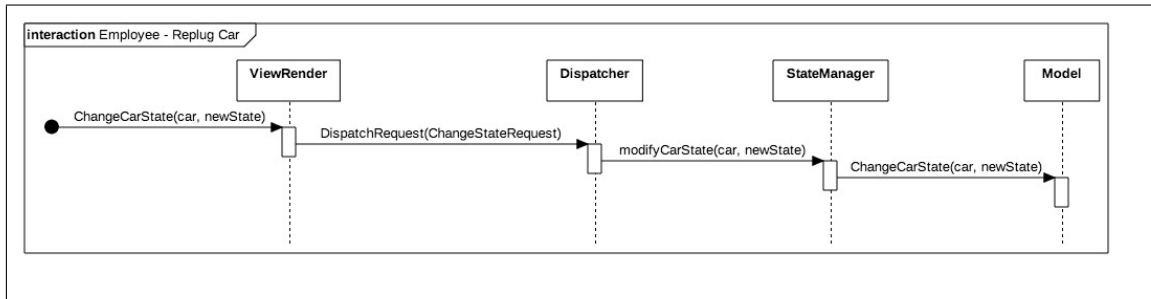 interaction Employee - Replug Car
ViewRender
Dispatcher
StateManager
Model
ChangeCarState(car, newState)
DispatchRequest(ChangeStateRequest)
modifyCarState(car, newState)
ChangeCarState(car, newState)